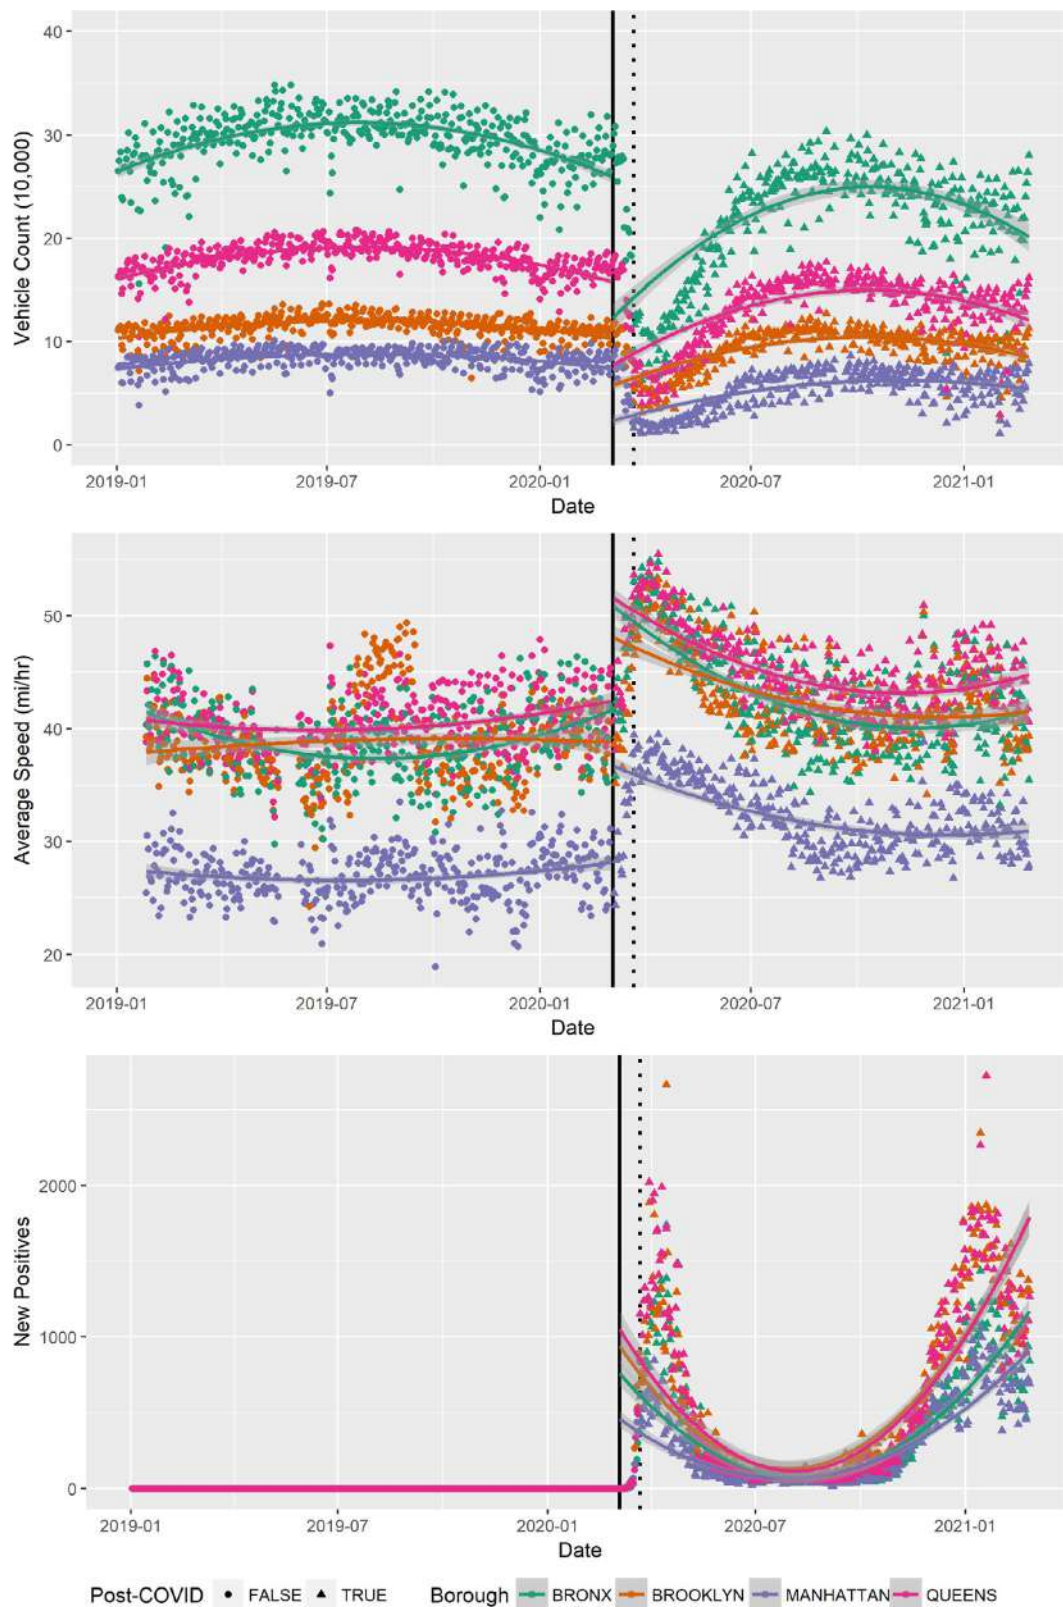 40
30
20
10
0
Vehicle Count (10,000)
2019-01 2019-07 2020-01 2020-07 2021-01
Date
50
40
30
20
Average Speed (mi/hr)
2019-01 2019-07 2020-01 2020-07 2021-01
Date
2000
1000
0
New Positives
2019-01 2019-07 2020-01 2020-07 2021-01
Date
Post-COVID FALSE TRUE Borough BRONX BROOKLYN MANHATTAN QUEENS